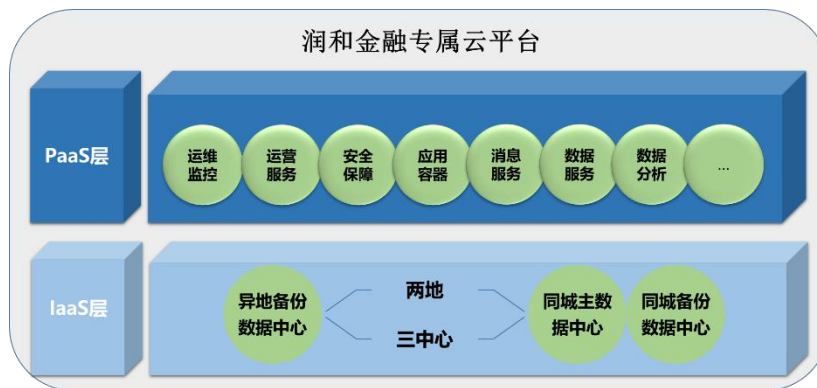 润和金融专属云平台
PaaS层
运维
监控
运营
服务
安全
保障
应用
容器
消息
服务
数据
服务
数据
分析
...
IaaS层
异地备份
数据中心
两地
三中心
同城主数
据中心
同城备份
数据中心